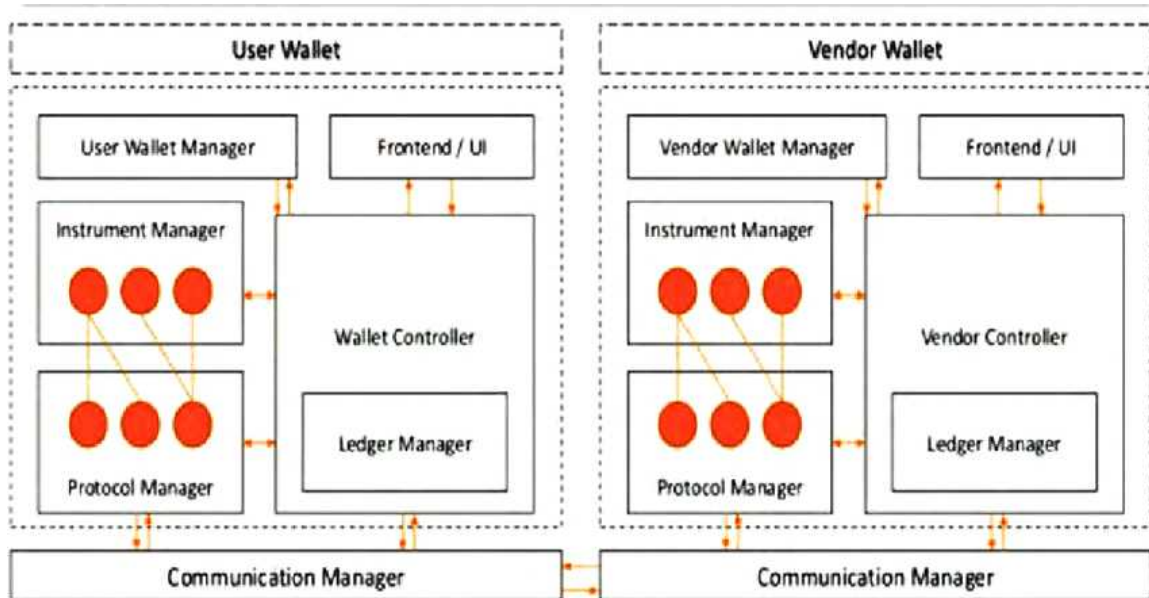 User Wallet
User Wallet Manager
Frontend / UI
Instrument Manager
Wallet Controller
Ledger Manager
Protocol Manager
Communication Manager
Vendor Wallet
Vendor Wallet Manager
Frontend / UI
Instrument Manager
Vendor Controller
Ledger Manager
Protocol Manager
Communication Manager